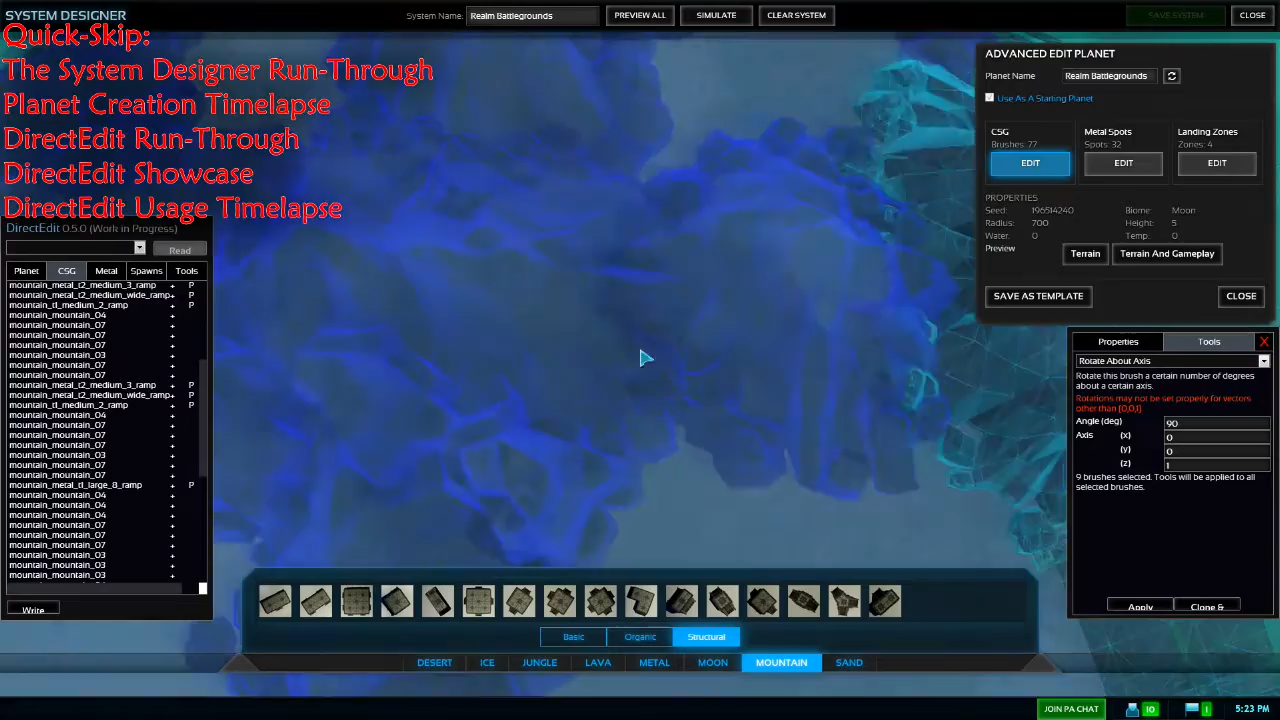 SYSTEM DESIGNER
System Name:
Realm Battlegrounds
PREVIEW ALL
SIMULATE
CLEAR SYSTEM
SAVE SYSTEM
CLOSE
Quick-Skip:
The System Designer Run-Through
Planet Creation Timelapse
DirectEdit Run-Through
DirectEdit Showcase
DirectEdit Usage Timelapse
DirectEdit 0.5.0 (Work in Progress)
Read
Planet CSG Metal Spawns Tools
mountain_metal_t2_medium_3_ramp + P
mountain_metal_t2_medium_wide_ramp+ P
mountain_tl_medium_2_ramp + P
mountain_mountain_04 +
mountain_mountain_07 +
mountain_mountain_07 +
mountain_mountain_07 +
mountain_mountain_03 +
mountain_mountain_07 +
mountain_mountain_07 +
mountain_metal_t2_medium_3_ramp + P
mountain_metal_t2_medium_wide_ramp+ P
mountain_tl_medium_2_ramp + P
mountain_mountain_04 +
mountain_mountain_07 +
mountain_mountain_07 +
mountain_mountain_07 +
mountain_mountain_03 +
mountain_mountain_07 +
mountain_mountain_07 +
mountain_metal_tl_large_8_ramp + P
mountain_mountain_04 +
mountain_mountain_04 +
mountain_mountain_04 +
mountain_mountain_07 +
mountain_mountain_07 +
mountain_mountain_07 +
mountain_mountain_03 +
mountain_mountain_03 +
mountain_mountain_03 +
Write
ADVANCED EDIT PLANET
Planet Name Realm Battlegrounds
Use As A Starting Planet
CSG
Brushes: 77
EDIT
Metal Spots
Spots: 32
EDIT
Landing Zones
Zones: 4
EDIT
PROPERTIES
Seed: 196514240 Biome: Moon
Radius: 700 Height: 5
Water: 0 Temp: 0
Preview Terrain Terrain And Gameplay
SAVE AS TEMPLATE CLOSE
Properties Tools X
Rotate About Axis
Rotate this brush a certain number of
degrees about a certain axis.
Rotations may not be set properly for vectors
other than [0,0,1]
Angle (deg) 90
Axis (x) 0
(y) 0
(z) 1
9 brushes selected. Tools will be applied to all
selected brushes.
Apply Clone &
Basic Organic Structural
DESERT ICE JUNGLE LAVA METAL MOON MOUNTAIN SAND
JOIN PA CHAT 10 1 5:23 PM